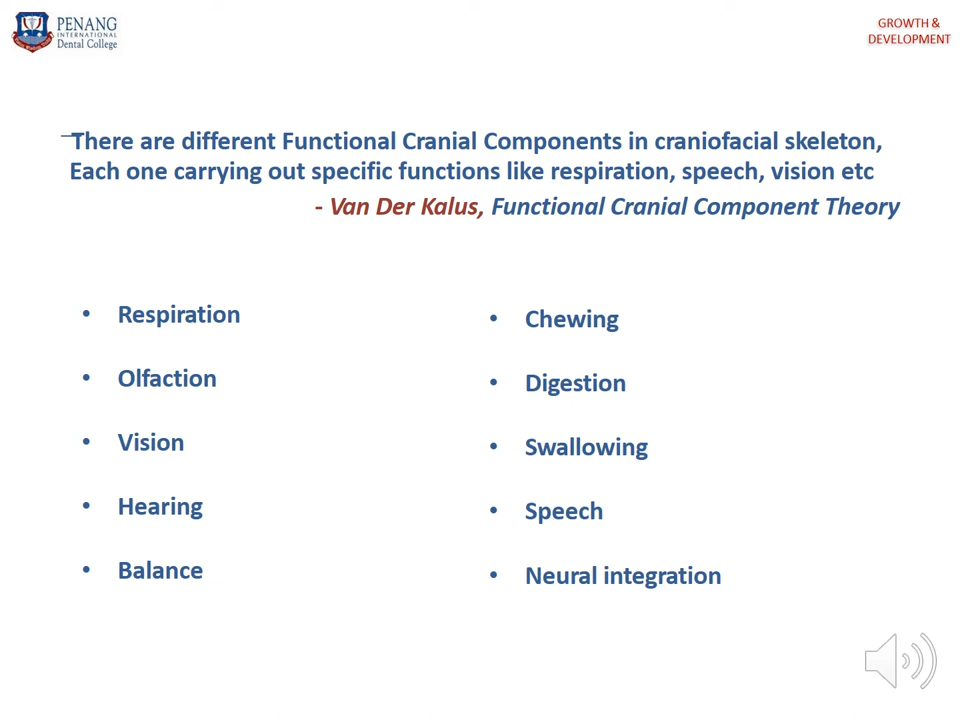 PENANG
INTERNATIONAL
Dental College
GROWTH &
DEVELOPMENT
There are different Functional Cranial Components in craniofacial skeleton,
Each one carrying out specific functions like respiration, speech, vision etc
- Van Der Kalus, Functional Cranial Component Theory
• Respiration
• Olfaction
• Vision
• Hearing
• Balance
• Chewing
• Digestion
• Swallowing
• Speech
• Neural integration